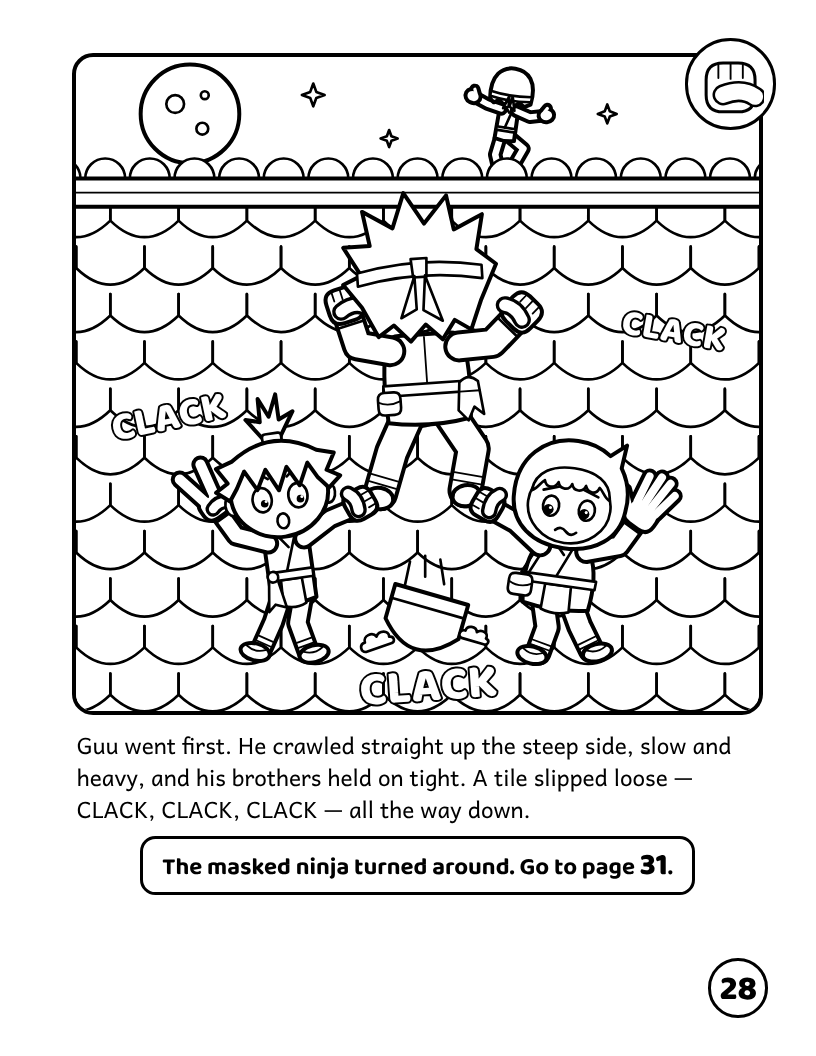 CLACK
CLACK
CLACK
Guu went first. He crawled straight up the steep side, slow and
heavy, and his brothers held on tight. A tile slipped loose —
CLACK, CLACK, CLACK — all the way down.
The masked ninja turned around. Go to page 31.
28